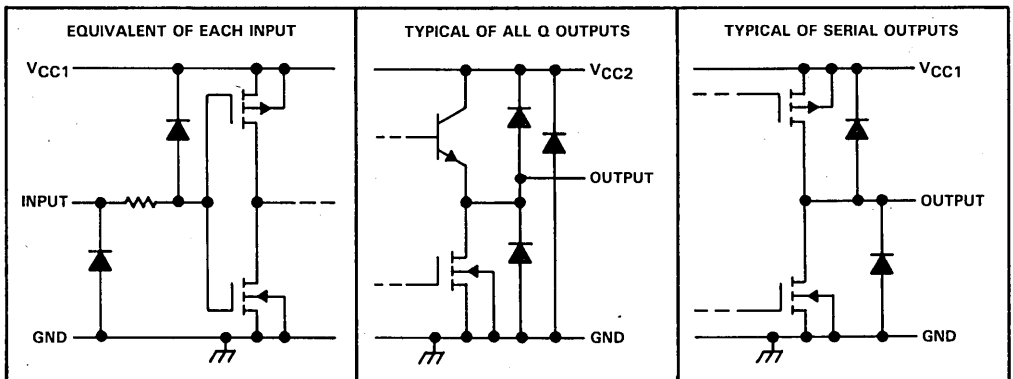 EQUIVALENT OF EACH INPUT
VCC1
INPUT
GND
TYPICAL OF ALL Q OUTPUTS
VCC2
OUTPUT
GND
TYPICAL OF SERIAL OUTPUTS
VCC1
OUTPUT
GND